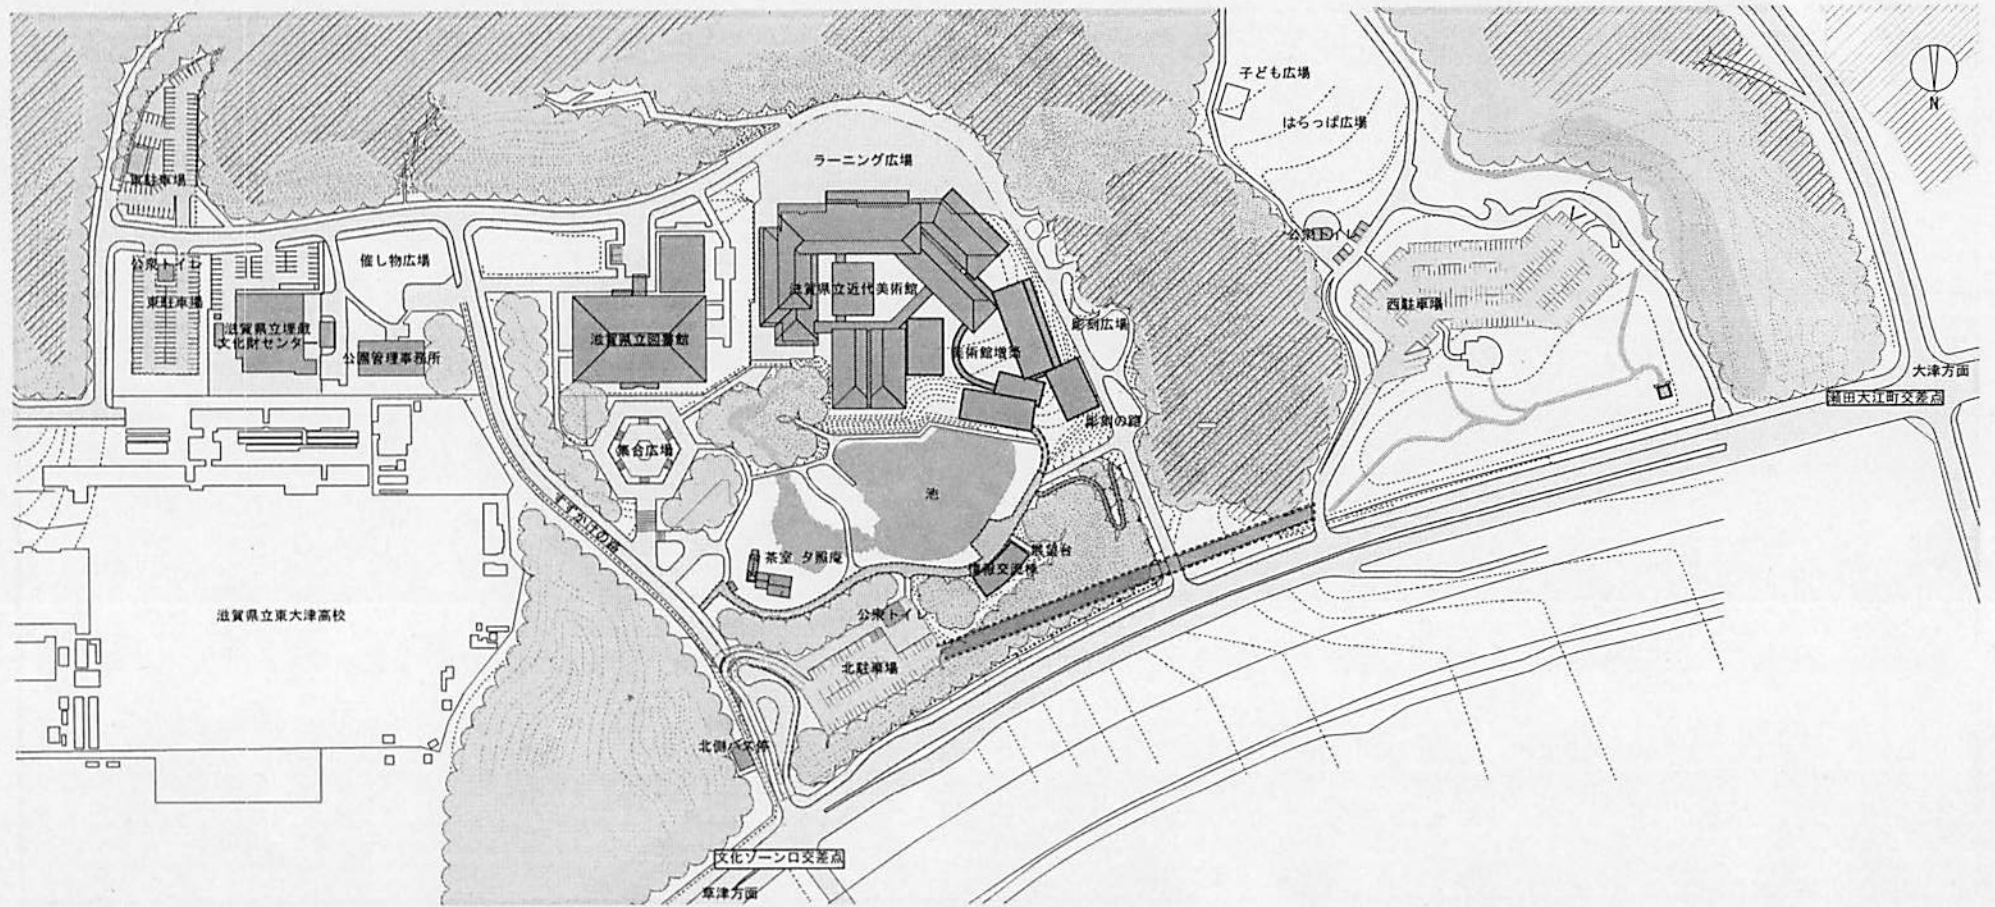 子ども広場
はらっぱ広場
N
ラーニング広場
東駐車場
公衆トイレ
催し物広場
公衆トイレ
東駐車場
滋賀県立近代美術館
西駐車場
滋賀県立埋蔵
文化財センター
公園管理事務所
滋賀県立図書館
彫刻広場
美術館増築
大津方面
瀬田大江町交差点
彫刻の路
集合広場
池
すずかけの路
茶室 夕照庵
展望台
情報交流棟
滋賀県立東大津高校
公衆トイレ
北駐車場
北側バス停
文化ゾーン口交差点
草津方面